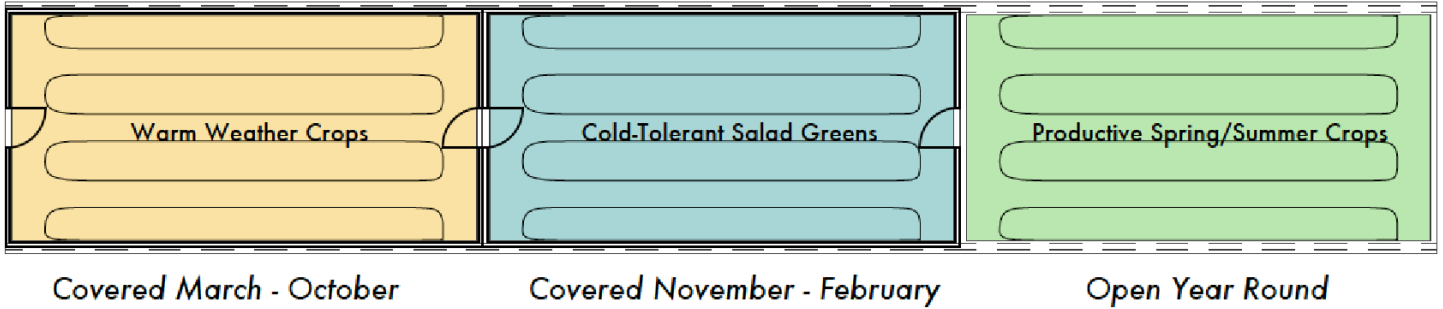 Warm Weather Crops
Cold-Tolerant Salad Greens
Productive Spring/Summer Crops
Covered March - October
Covered November - February
Open Year Round